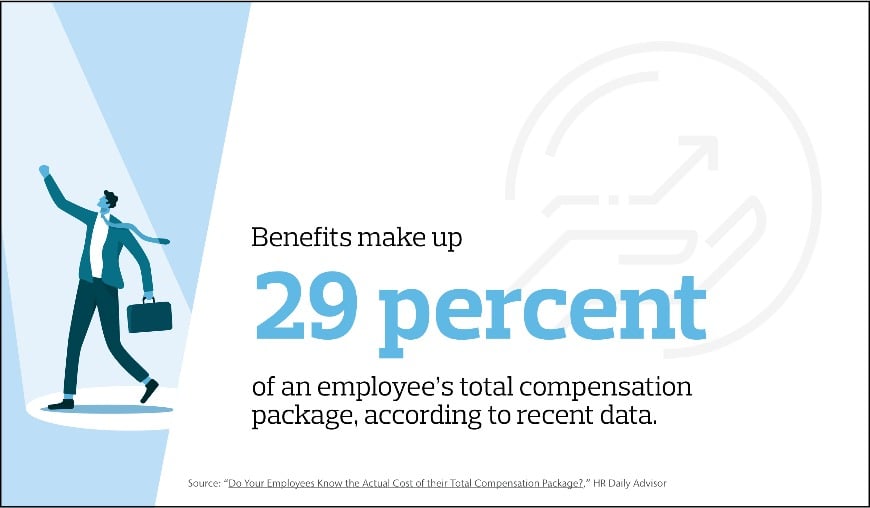 Benefits make up
29 percent
of an employee’s total compensation
package, according to recent data.
Source: “Do Your Employees Know the Actual Cost of their Total Compensation Package?,” HR Daily Advisor